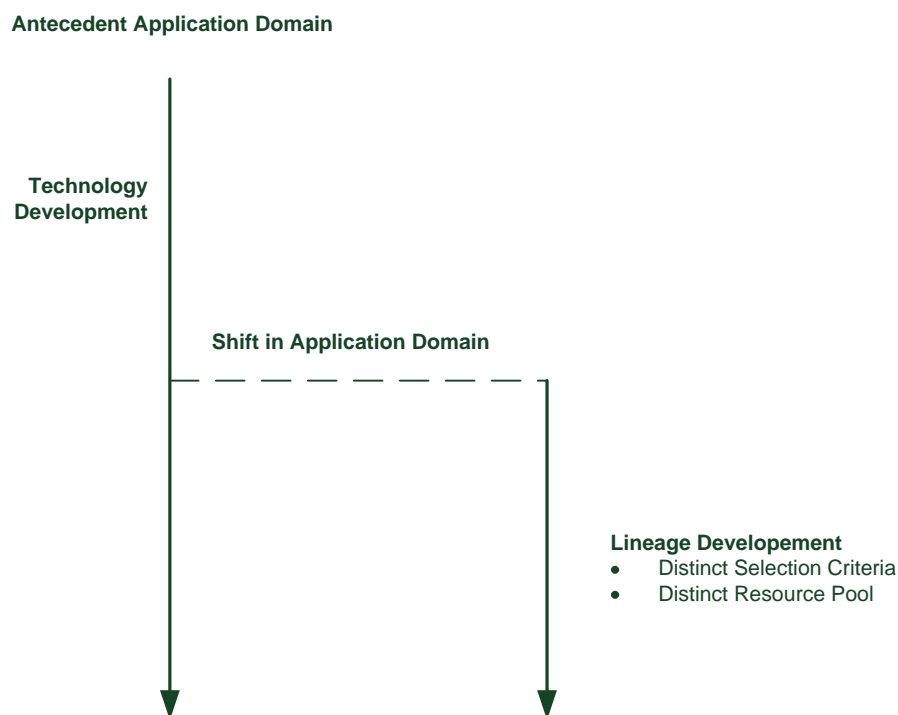 Antecedent Application Domain
Technology
Development
Shift in Application Domain
Lineage Developement
• Distinct Selection Criteria
• Distinct Resource Pool